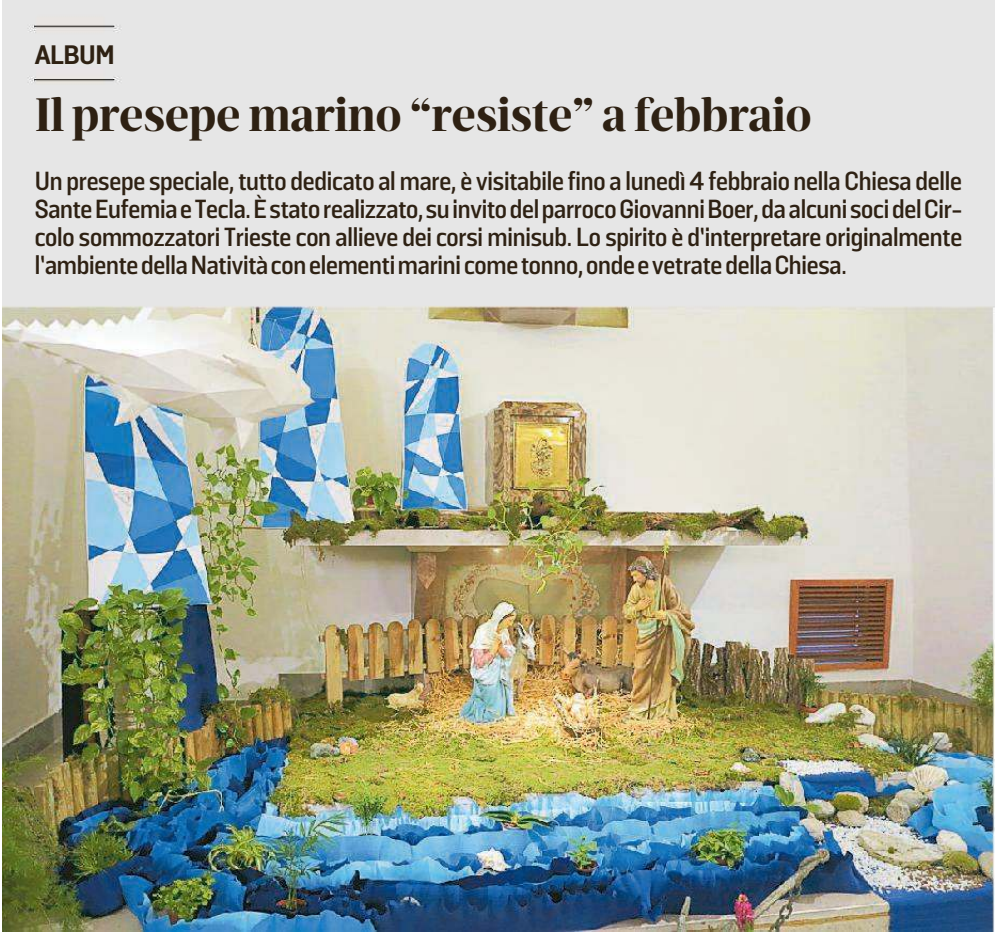 ALBUM
Il presepe marino “resiste” a febbraio
Un presepe speciale, tutto dedicato al mare, è visitabile fino a lunedì 4 febbraio nella Chiesa delle
Sante Eufemia e Tecla. È stato realizzato, su invito del parroco Giovanni Boer, da alcuni soci del Cir-
colo sommozzatori Trieste con allieve dei corsi minisub. Lo spirito è d'interpretare originalmente
l'ambiente della Natività con elementi marini come tonno, onde e vetrate della Chiesa.